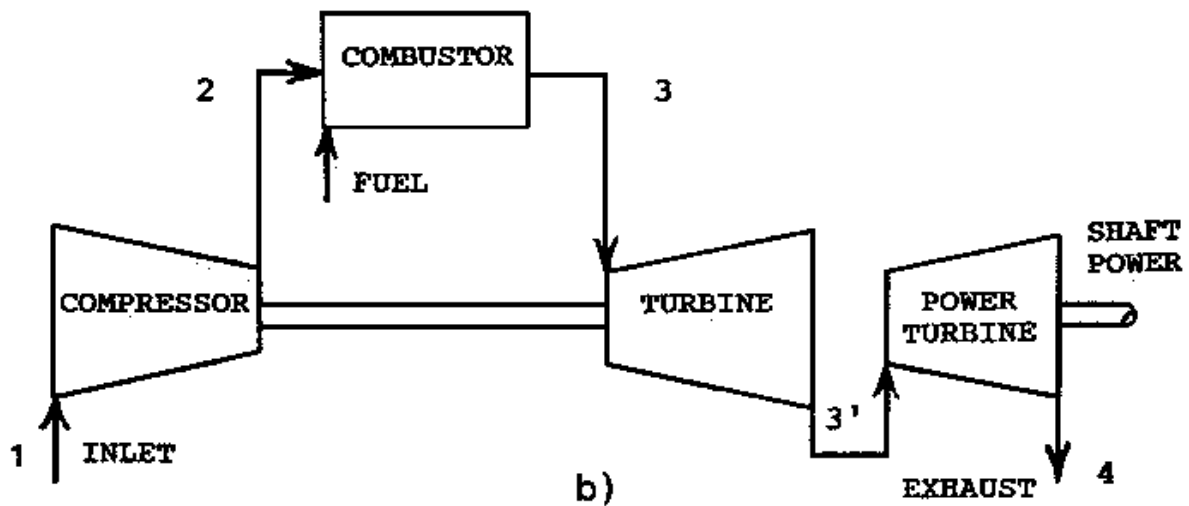 COMBUSTOR
2
3
FUEL
SHAFT
POWER
COMPRESSOR
TURBINE
POWER
TURBINE
3'
1
INLET
b)
EXHAUST
4